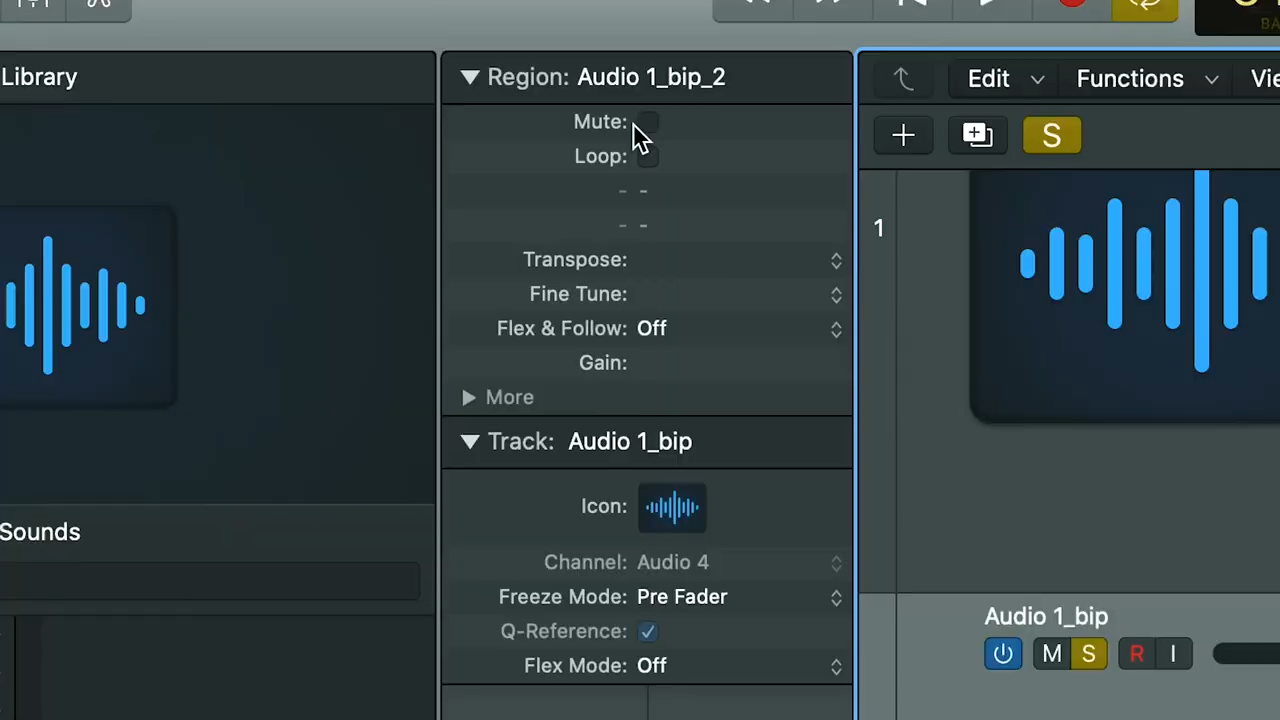 Library
Region: Audio 1_bip_2
Edit
Functions
Mute:
S
Loop:
- -
- -
1
Transpose:
Fine Tune:
Flex & Follow: Off
Gain:
More
Track: Audio 1_bip
Icon:
Sounds
Channel: Audio 4
Freeze Mode: Pre Fader
Audio 1_bip
Q-Reference:
M S R I
Flex Mode: Off